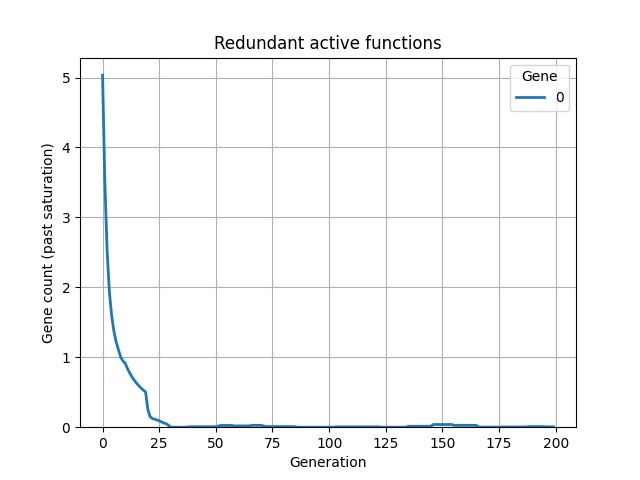 Redundant active functions
Gene
0
Gene count (past saturation)
5
4
3
2
1
0
0 25 50 75 100 125 150 175 200
Generation